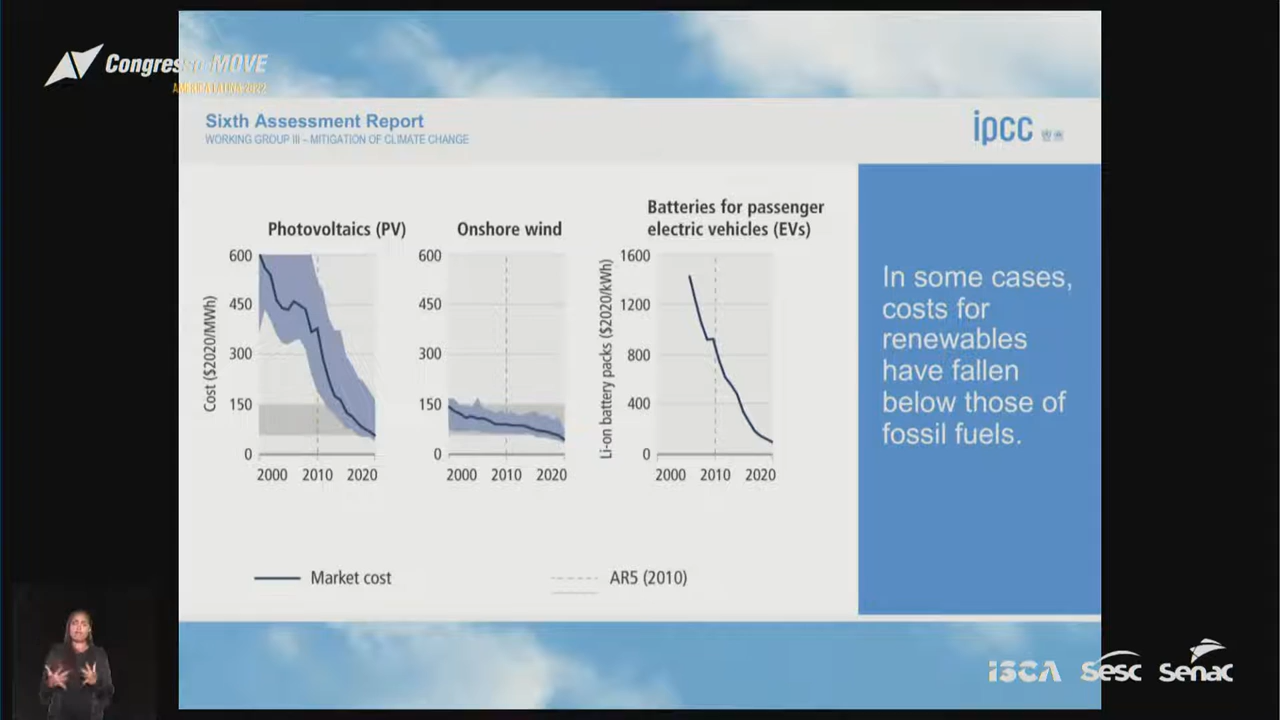 Congresso MOVE
AMÉRICA LATINA 2022
Sixth Assessment Report
WORKING GROUP III – MITIGATION OF CLIMATE CHANGE
ipcc
Photovoltaics (PV)
Cost ($2020/MWh)
600
450
300
150
0
2000 2010 2020
Onshore wind
600
450
300
150
0
2000 2010 2020
Batteries for passenger
electric vehicles (EVs)
Li-on battery packs ($2020/kWh)
1600
1200
800
400
0
2000 2010 2020
Market cost
AR5 (2010)
In some cases,
costs for
renewables
have fallen
below those of
fossil fuels.
ISCA Sesc Senac